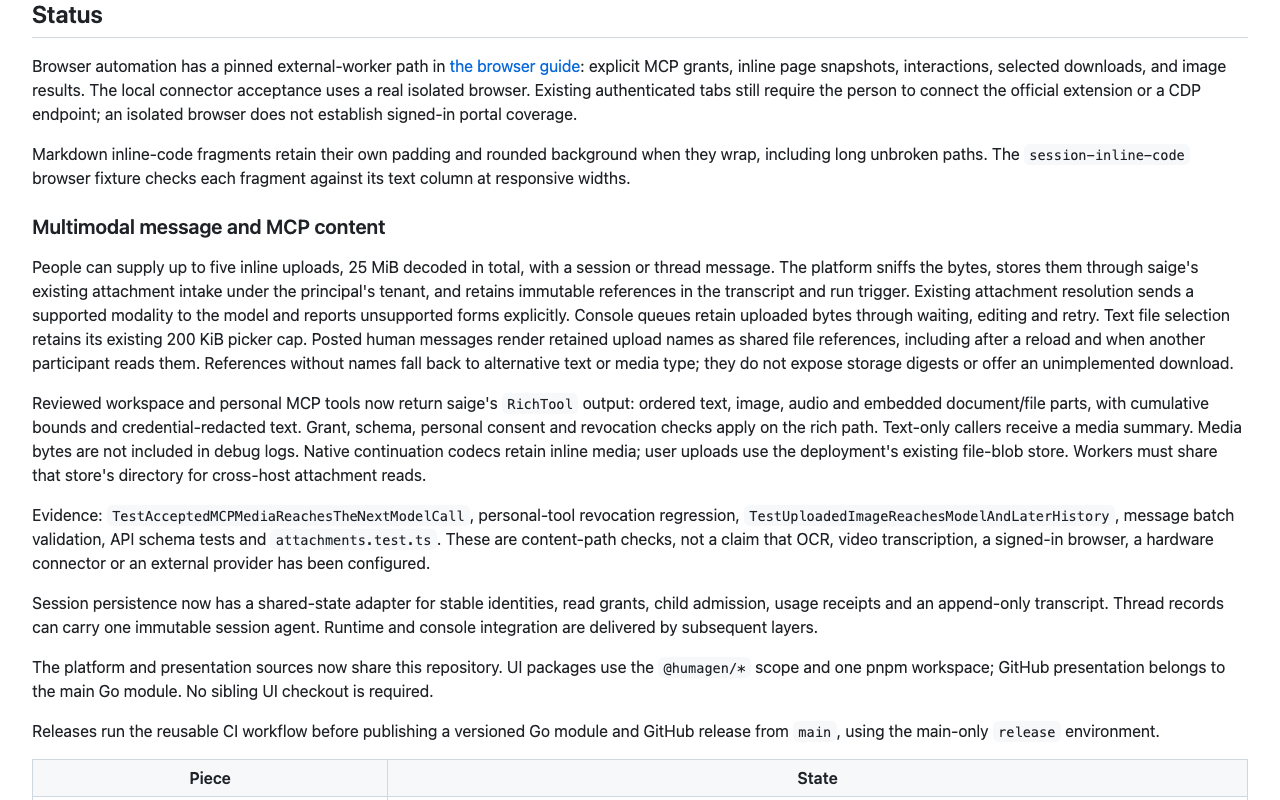 Status
Browser automation has a pinned external-worker path in the browser guide: explicit MCP grants, inline page snapshots, interactions, selected downloads, and image
results. The local connector acceptance uses a real isolated browser. Existing authenticated tabs still require the person to connect the official extension or a CDP
endpoint; an isolated browser does not establish signed-in portal coverage.
Markdown inline-code fragments retain their own padding and rounded background when they wrap, including long unbroken paths. The session-inline-code
browser fixture checks each fragment against its text column at responsive widths.
Multimodal message and MCP content
People can supply up to five inline uploads, 25 MiB decoded in total, with a session or thread message. The platform sniffs the bytes, stores them through saige's
existing attachment intake under the principal's tenant, and retains immutable references in the transcript and run trigger. Existing attachment resolution sends a
supported modality to the model and reports unsupported forms explicitly. Console queues retain uploaded bytes through waiting, editing and retry. Text file selection
retains its existing 200 KiB picker cap. Posted human messages render retained upload names as shared file references, including after a reload and when another
participant reads them. References without names fall back to alternative text or media type; they do not expose storage digests or offer an unimplemented download.
Reviewed workspace and personal MCP tools now return saige's RichTool output: ordered text, image, audio and embedded document/file parts, with cumulative
bounds and credential-redacted text. Grant, schema, personal consent and revocation checks apply on the rich path. Text-only callers receive a media summary. Media
bytes are not included in debug logs. Native continuation codecs retain inline media; user uploads use the deployment's existing file-blob store. Workers must share
that store's directory for cross-host attachment reads.
Evidence: TestAcceptedMCPMediaReachesTheNextModelCall, personal-tool revocation regression, TestUploadedImageReachesModelAndLaterHistory, message batch
validation, API schema tests and attachments.test.ts. These are content-path checks, not a claim that OCR, video transcription, a signed-in browser, a hardware
connector or an external provider has been configured.
Session persistence now has a shared-state adapter for stable identities, read grants, child admission, usage receipts and an append-only transcript. Thread records
can carry one immutable session agent. Runtime and console integration are delivered by subsequent layers.
The platform and presentation sources now share this repository. UI packages use the @humagen/* scope and one pnpm workspace; GitHub presentation belongs to
the main Go module. No sibling UI checkout is required.
Releases run the reusable CI workflow before publishing a versioned Go module and GitHub release from main, using the main-only release environment.
Piece State